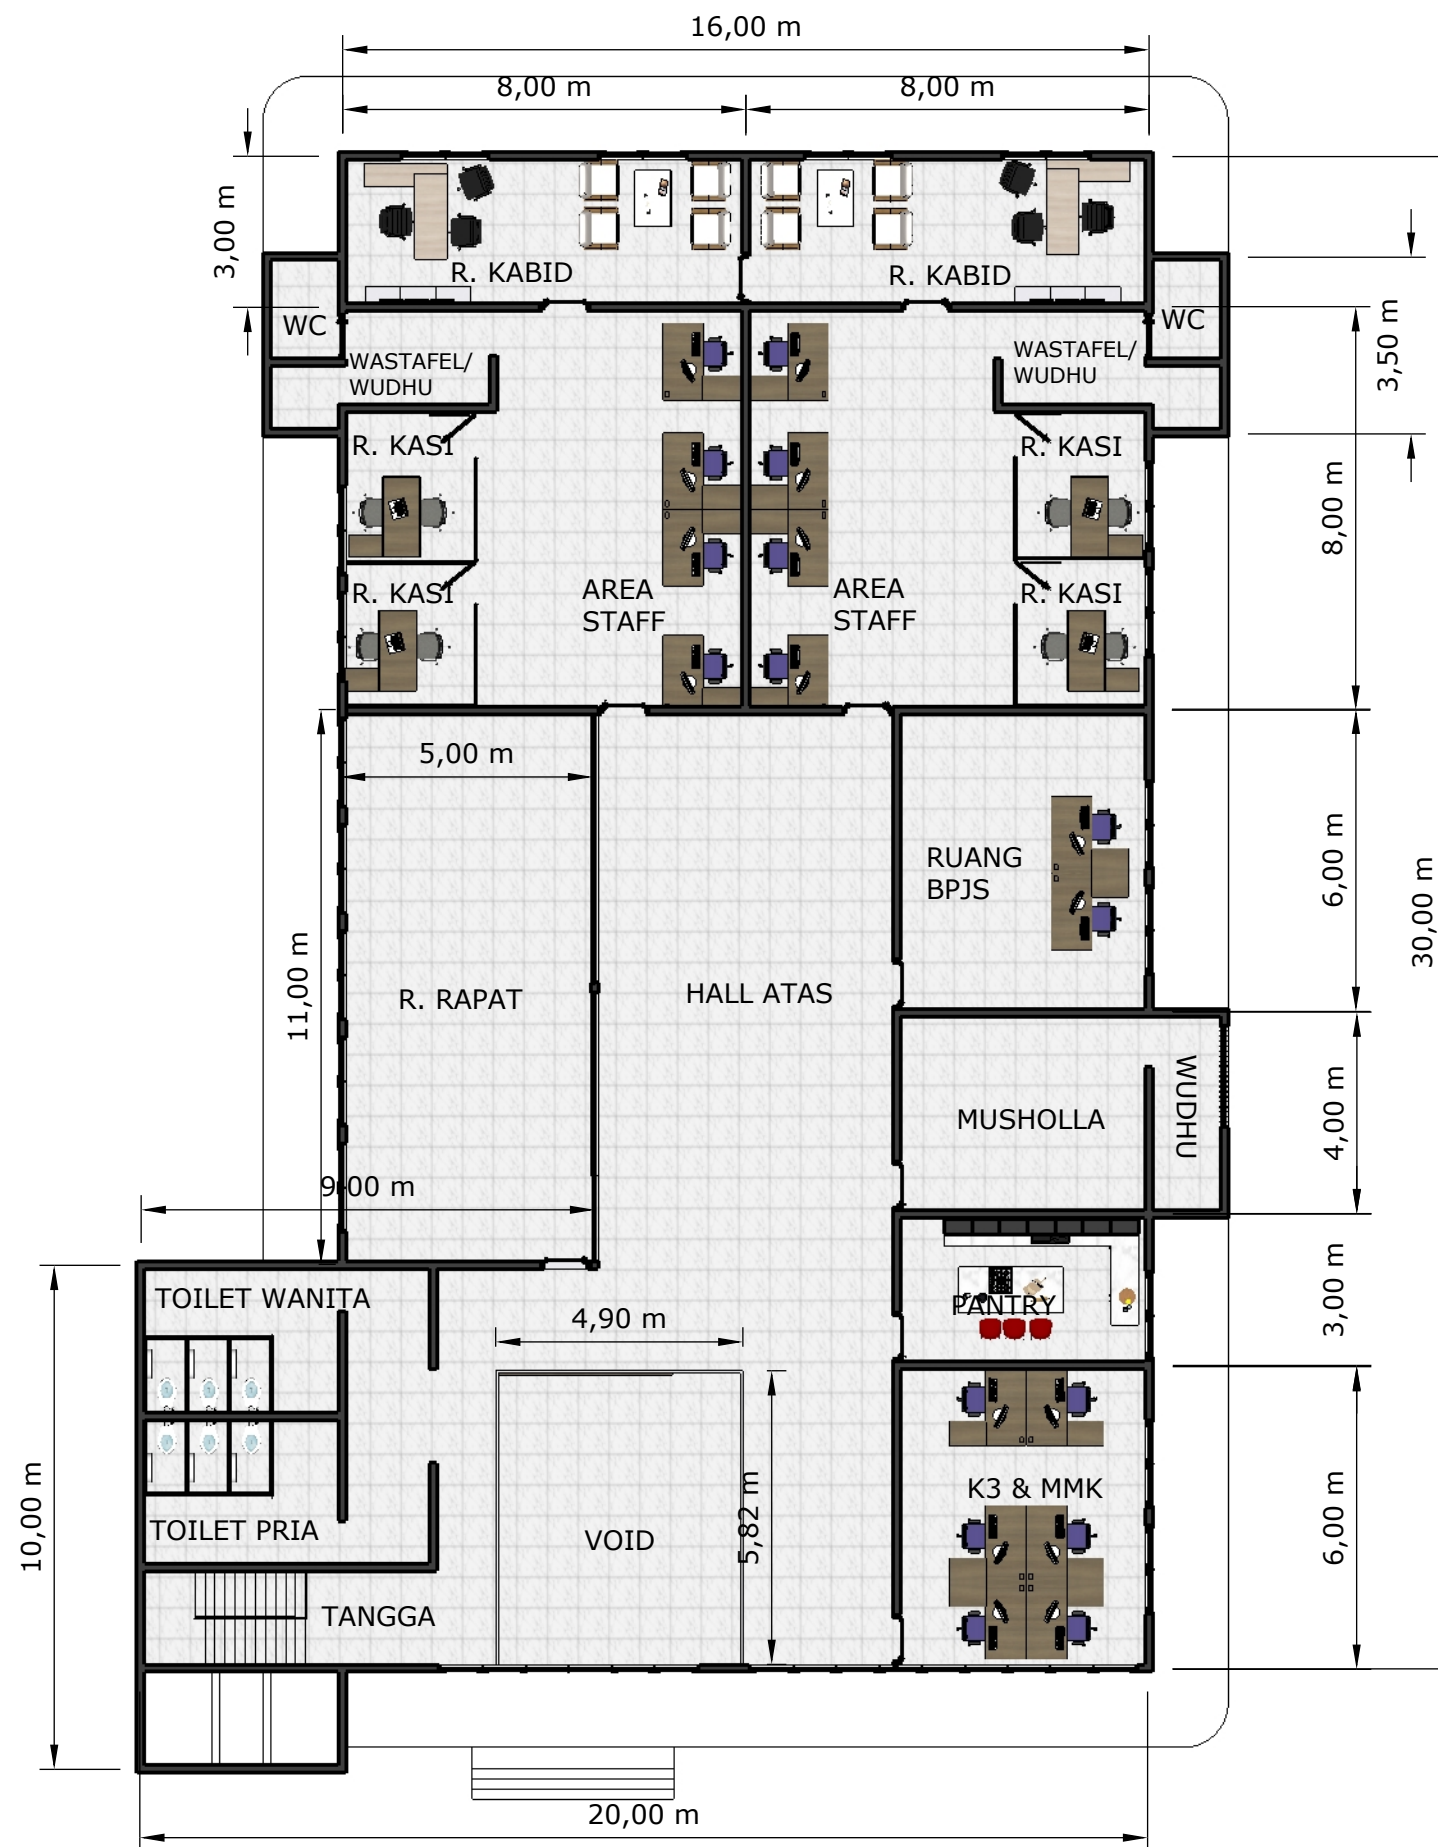 16,00 m
8,00 m
8,00 m
3,00 m
R. KABID
R. KABID
WC
WC
WASTAFEL/
WUDHU
WASTAFEL/
WUDHU
3,50 m
R. KASI
R. KASI
8,00 m
R. KASI
AREA
STAFF
AREA
STAFF
R. KASI
5,00 m
RUANG
BPJS
6,00 m
30,00 m
11,00 m
R. RAPAT
HALL ATAS
MUSHOLLA
WUDHU
4,00 m
9,00 m
TOILET WANITA
4,90 m
PANTRY
3,00 m
10,00 m
TOILET PRIA
VOID
5,82 m
K3 & MMK
6,00 m
TANGGA
20,00 m